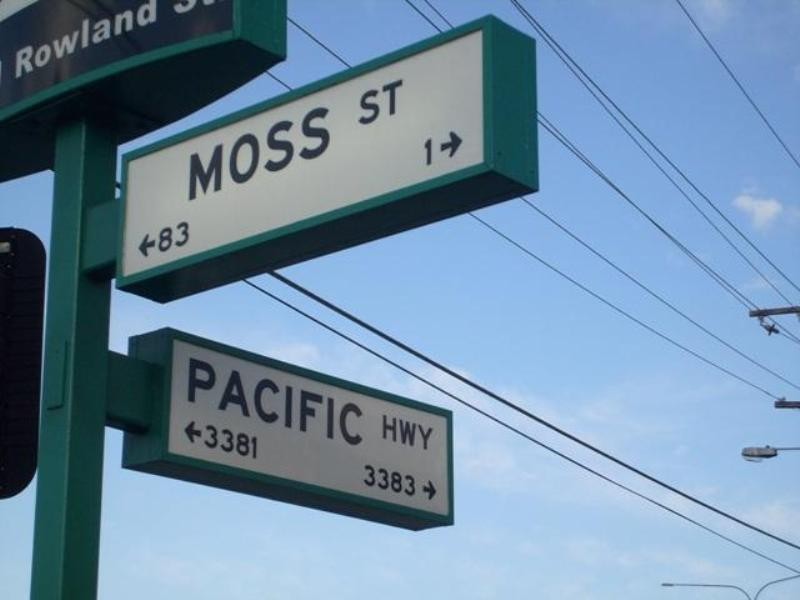 Rowland
MOSS ST
1→
←83
PACIFIC HWY
←3381
3383→